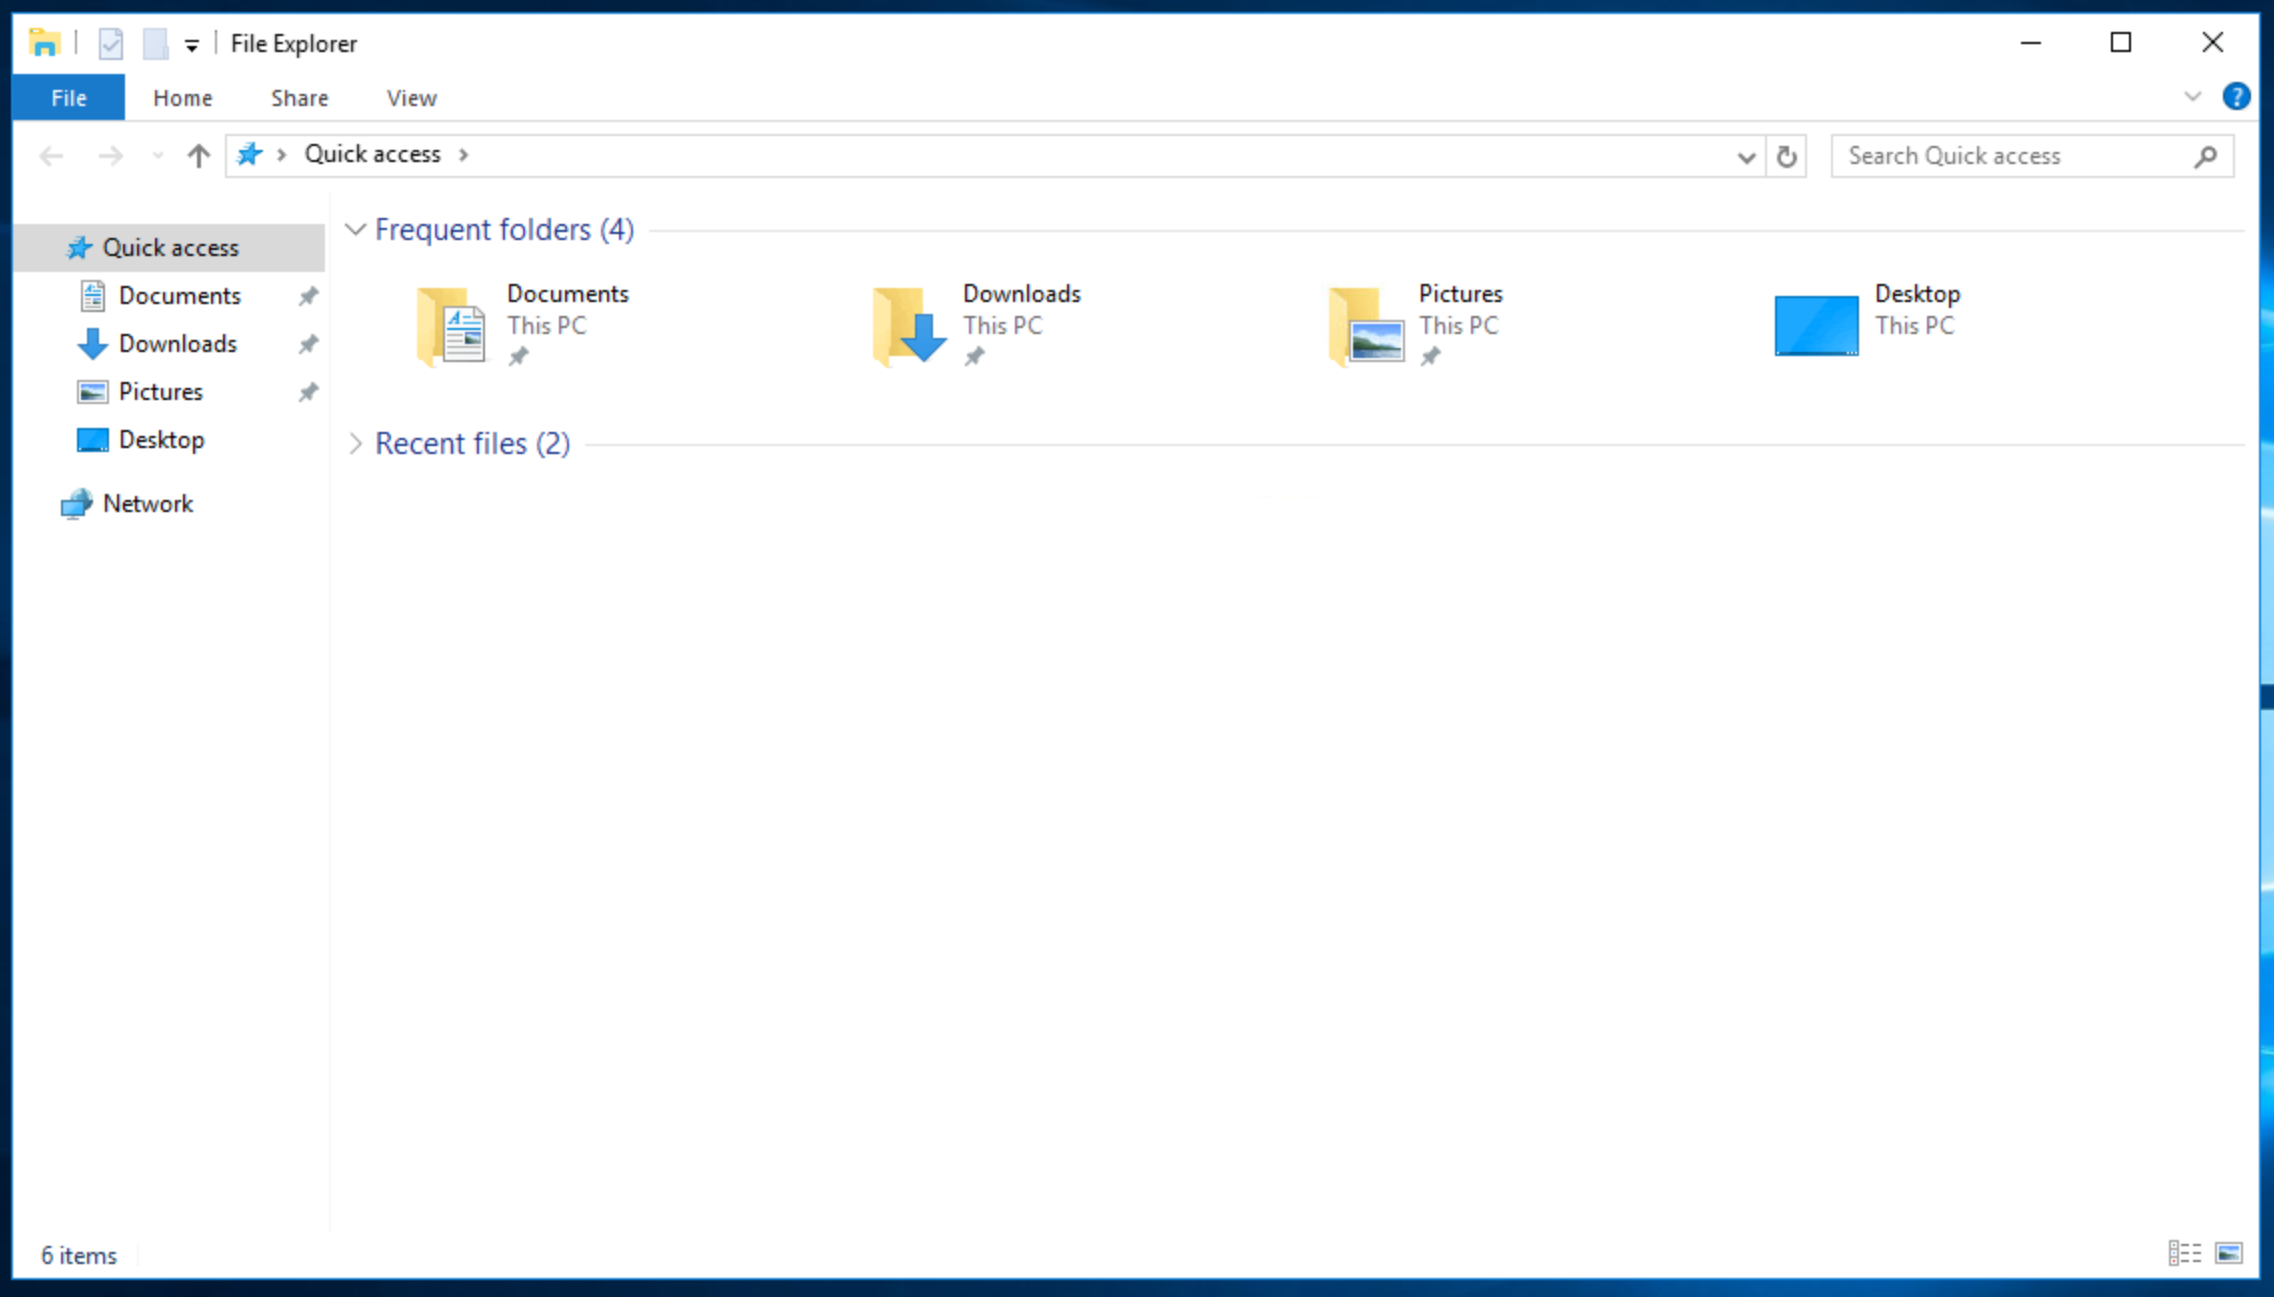 File Explorer
File Home Share View
?
Quick access
Search Quick access
Quick access
Documents
Downloads
Pictures
Desktop
Network
Frequent folders (4)
Documents
This PC
Downloads
This PC
Pictures
This PC
Desktop
This PC
Recent files (2)
6 items